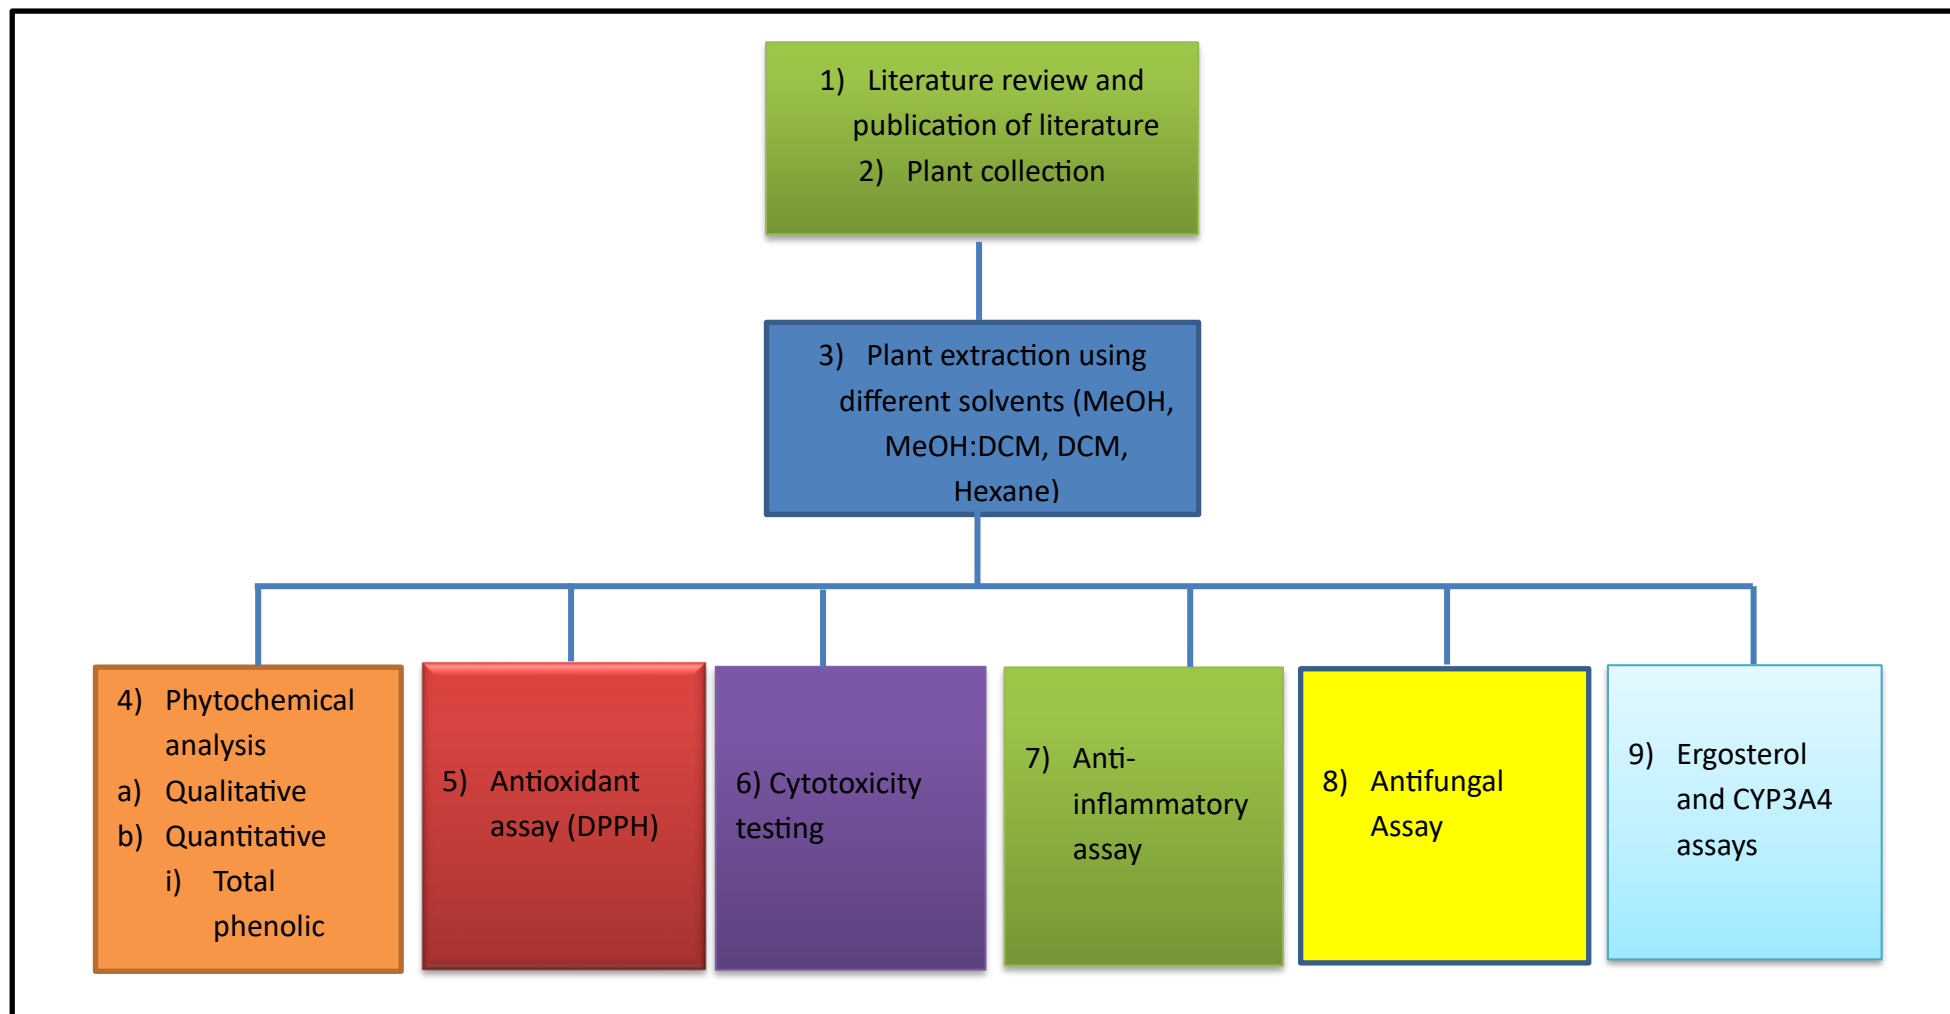 1) Literature review and
publication of literature
2) Plant collection
3) Plant extraction using
different solvents (MeOH,
MeOH:DCM, DCM,
Hexane)
4) Phytochemical
analysis
a) Qualitative
b) Quantitative
i) Total
phenolic
5) Antioxidant
assay (DPPH)
6) Cytotoxicity
testing
7) Anti-
inflammatory
assay
8) Antifungal
Assay
9) Ergosterol
and CYP3A4
assays